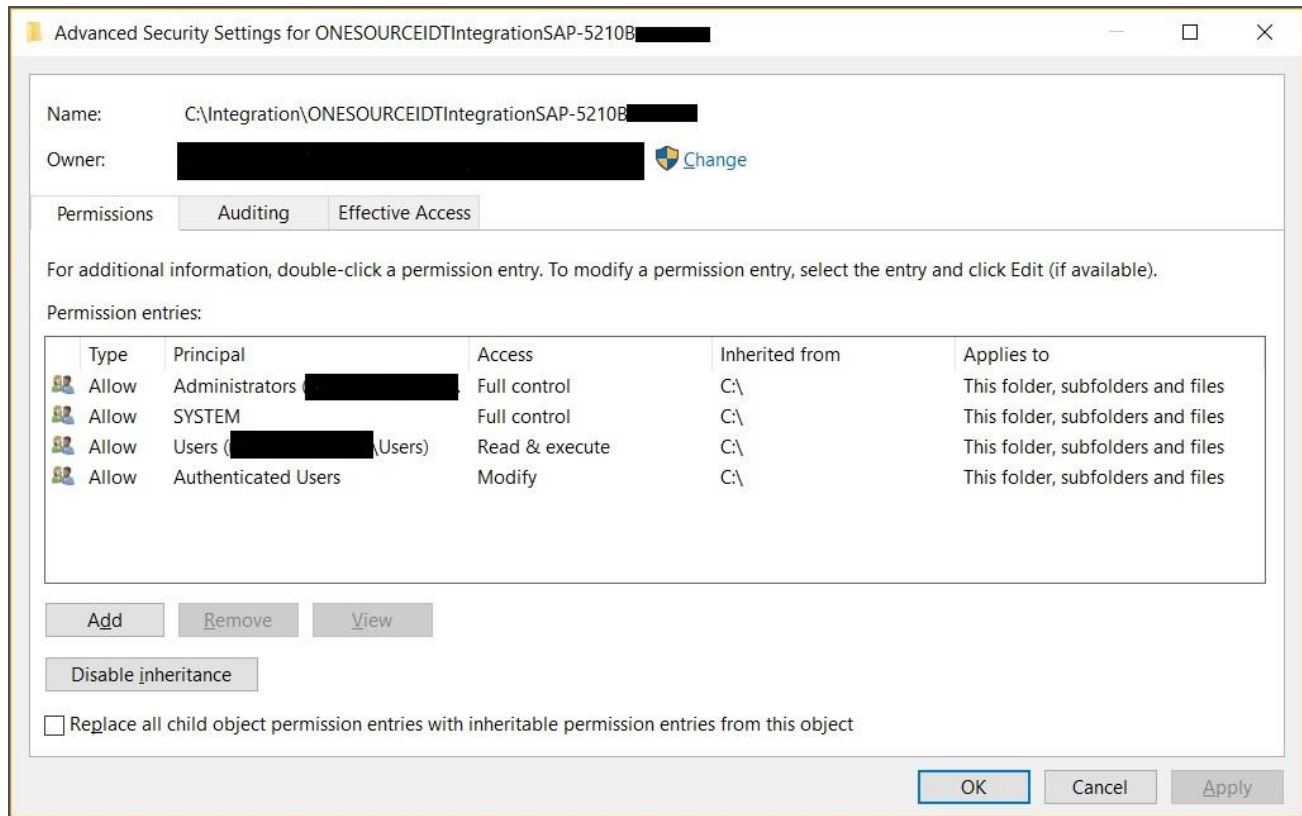 Advanced Security Settings for ONESOURCEIDTIntegrationSAP-5210B
Name: C:\Integration\ONESOURCEIDTIntegrationSAP-5210B
Owner: Change
Permissions Auditing Effective Access
For additional information, double-click a permission entry. To modify a permission entry, select the entry and click Edit (if available).
Permission entries:
Type Principal Access Inherited from Applies to
Allow Administrators ( Full control C:\ This folder, subfolders and files
Allow SYSTEM Full control C:\ This folder, subfolders and files
Allow Users ( \Users) Read & execute C:\ This folder, subfolders and files
Allow Authenticated Users Modify C:\ This folder, subfolders and files
Add Remove View
Disable inheritance
Replace all child object permission entries with inheritable permission entries from this object
OK Cancel Apply